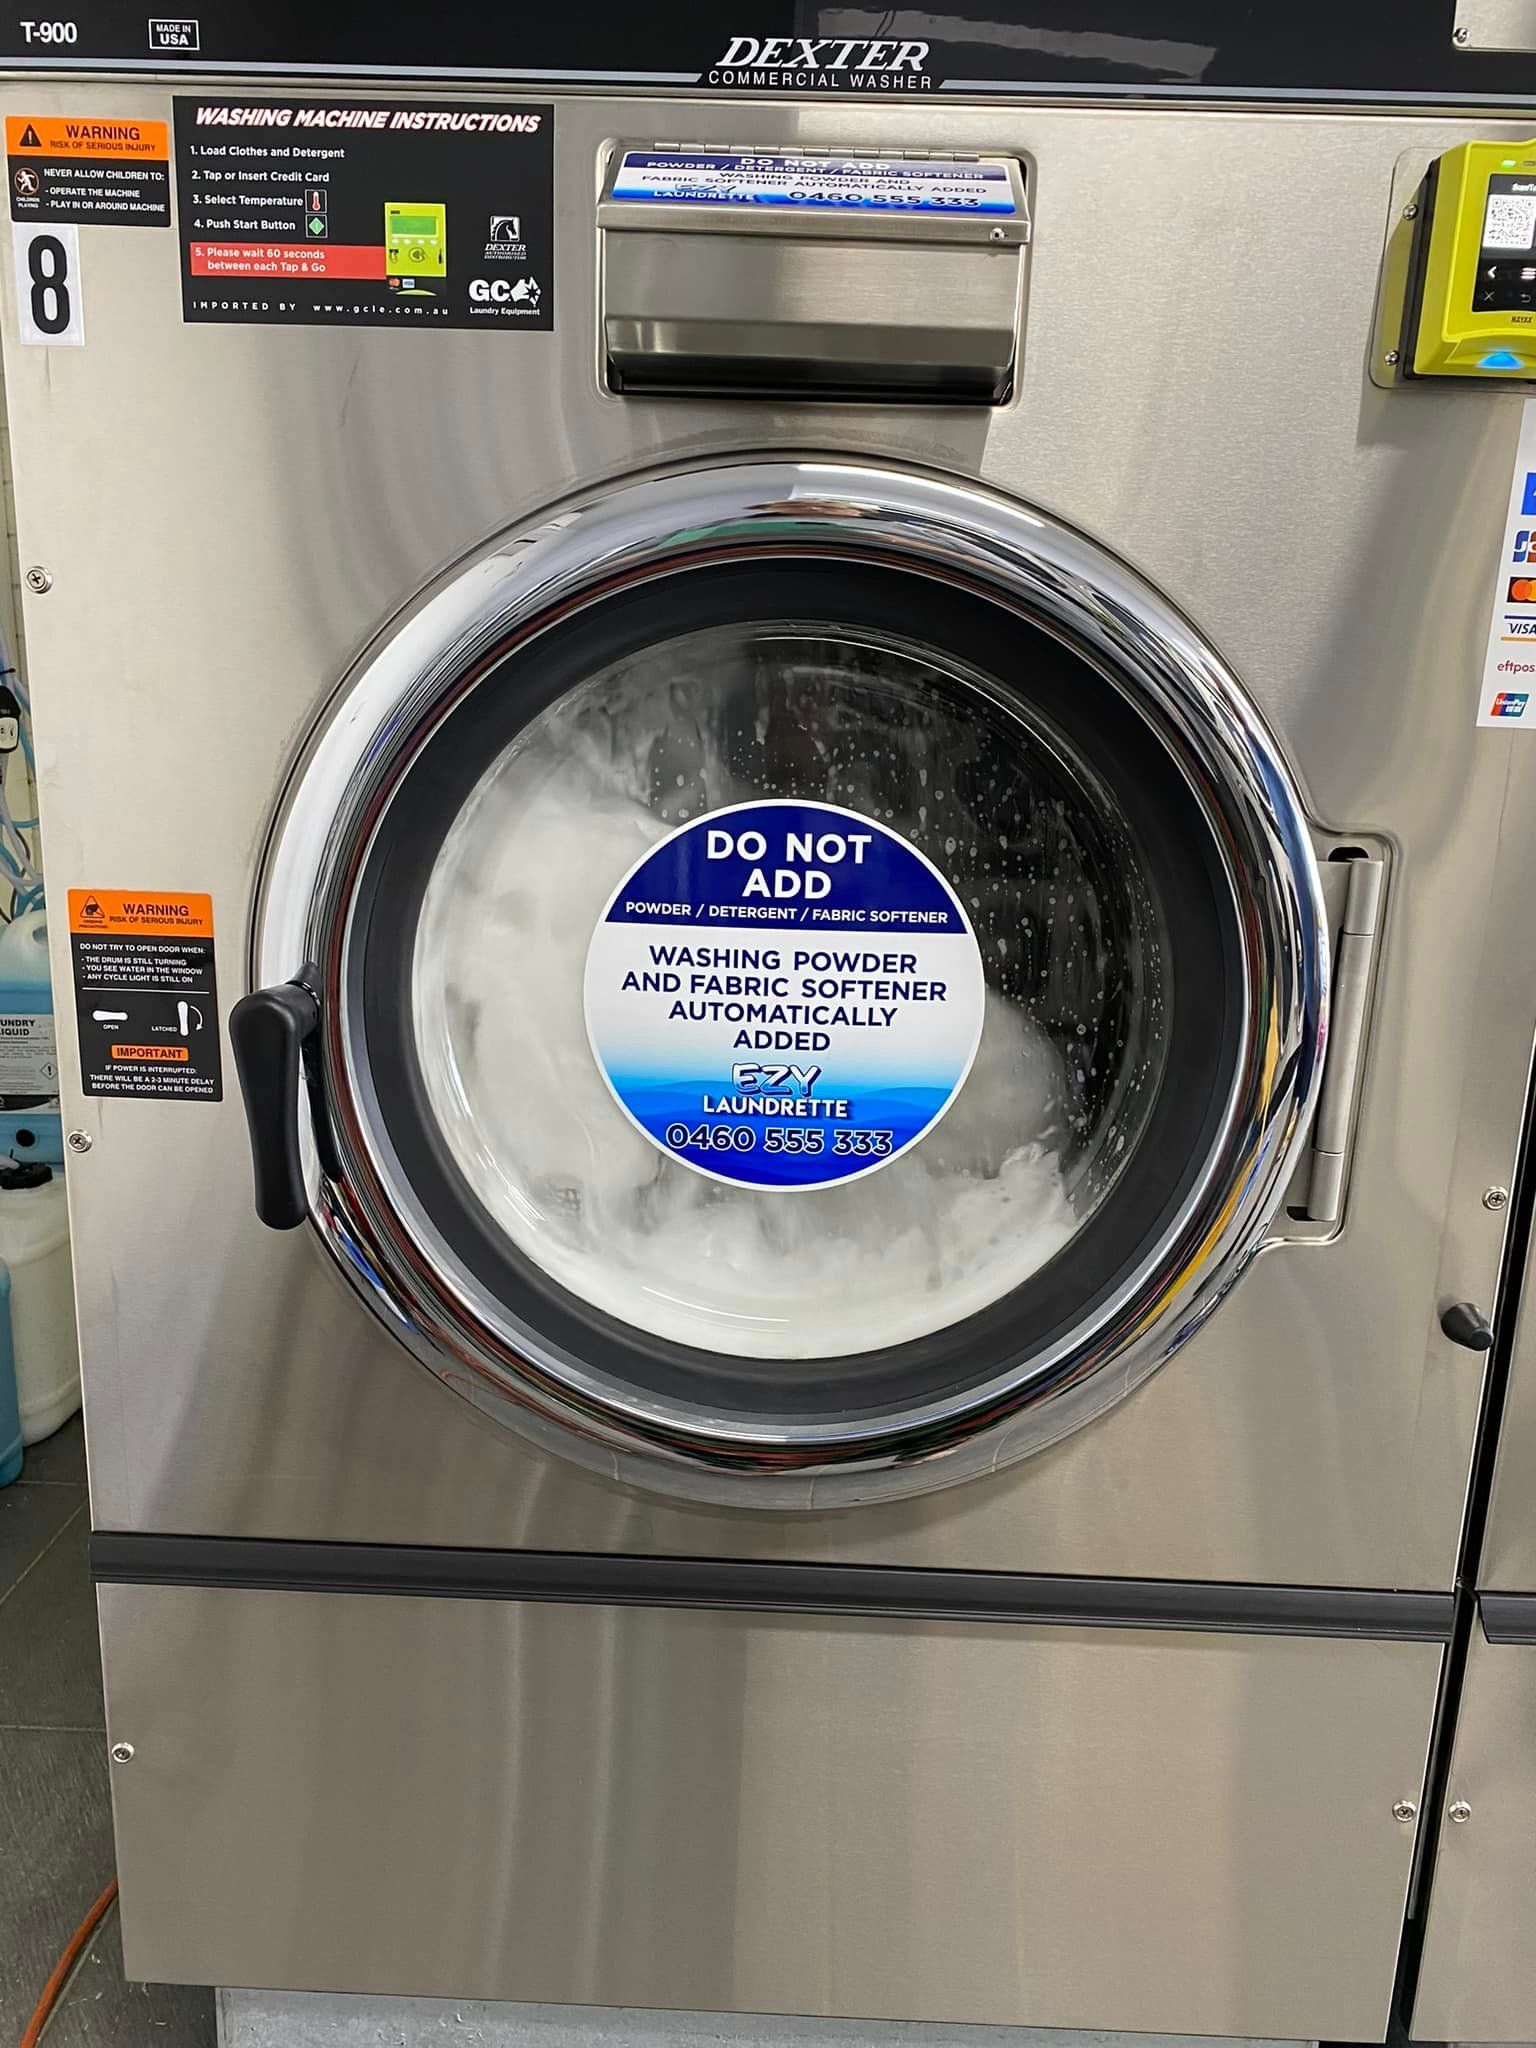 T-900
MADE IN
USA
DEXTER
COMMERCIAL WASHER
WARNING
RISK OF SERIOUS INJURY
NEVER ALLOW CHILDREN TO:
- OPERATE THE MACHINE
- PLAY IN OR AROUND MACHINE
CHILDREN
PLAYING
8
WASHING MACHINE INSTRUCTIONS
1. Load Clothes and Detergent
2. Tap or Insert Credit Card
3. Select Temperature
4. Push Start Button
5. Please wait 60 seconds
between each Tap & Go
DEXTER
AUTHORISED
DISTRIBUTOR
G.C.
Laundry Equipment
IMPORTED BY www.gcle.com.au
DO NOT ADD
POWDER / DETERGENT / FABRIC SOFTENER
WASHING POWDER AND
FABRIC SOFTENER AUTOMATICALLY ADDED
EZY
LAUNDRETTE
0460 555 333
NAYAX
VISA
eftpos
UnionPay
DO NOT
ADD
POWDER / DETERGENT / FABRIC SOFTENER
WASHING POWDER
AND FABRIC SOFTENER
AUTOMATICALLY
ADDED
EZY
LAUNDRETTE
0460 555 333
WARNING
RISK OF SERIOUS INJURY
DO NOT TRY TO OPEN DOOR WHEN:
- THE DRUM IS STILL TURNING
- YOU SEE WATER IN THE WINDOW
- ANY CYCLE LIGHT IS STILL ON
OPEN
LATCHED
IMPORTANT
IF POWER IS INTERRUPTED:
THERE WILL BE A 2-3 MINUTE DELAY
BEFORE THE DOOR CAN BE OPENED